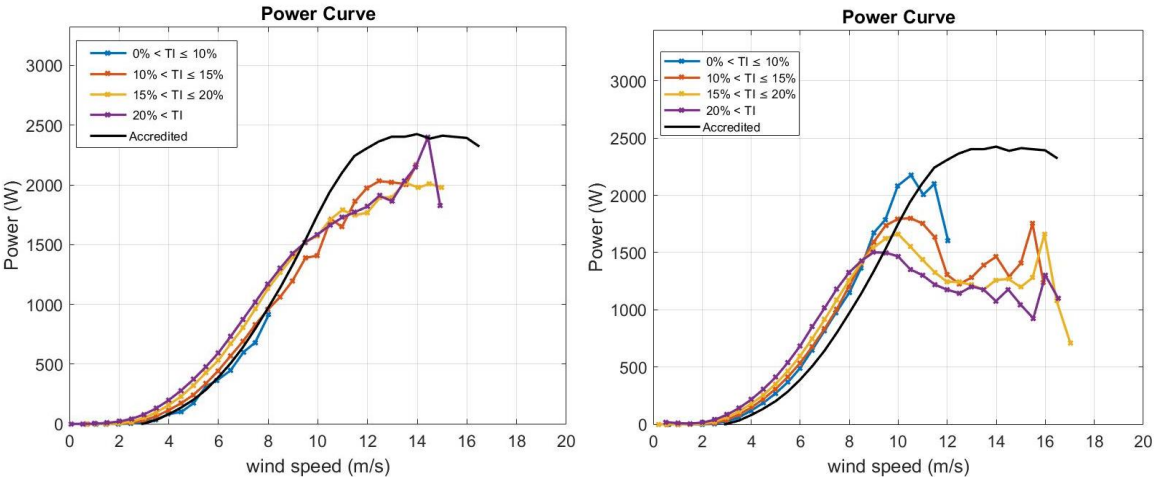 Power Curve
Power (W)
3000
2500
2000
1500
1000
500
0
0% < TI ≤ 10%
10% < TI ≤ 15%
15% < TI ≤ 20%
20% < TI
Accredited
0 2 4 6 8 10 12 14 16 18 20
wind speed (m/s)
Power Curve
Power (W)
3000
2500
2000
1500
1000
500
0
0% < TI ≤ 10%
10% < TI ≤ 15%
15% < TI ≤ 20%
20% < TI
Accredited
0 2 4 6 8 10 12 14 16 18 20
wind speed (m/s)